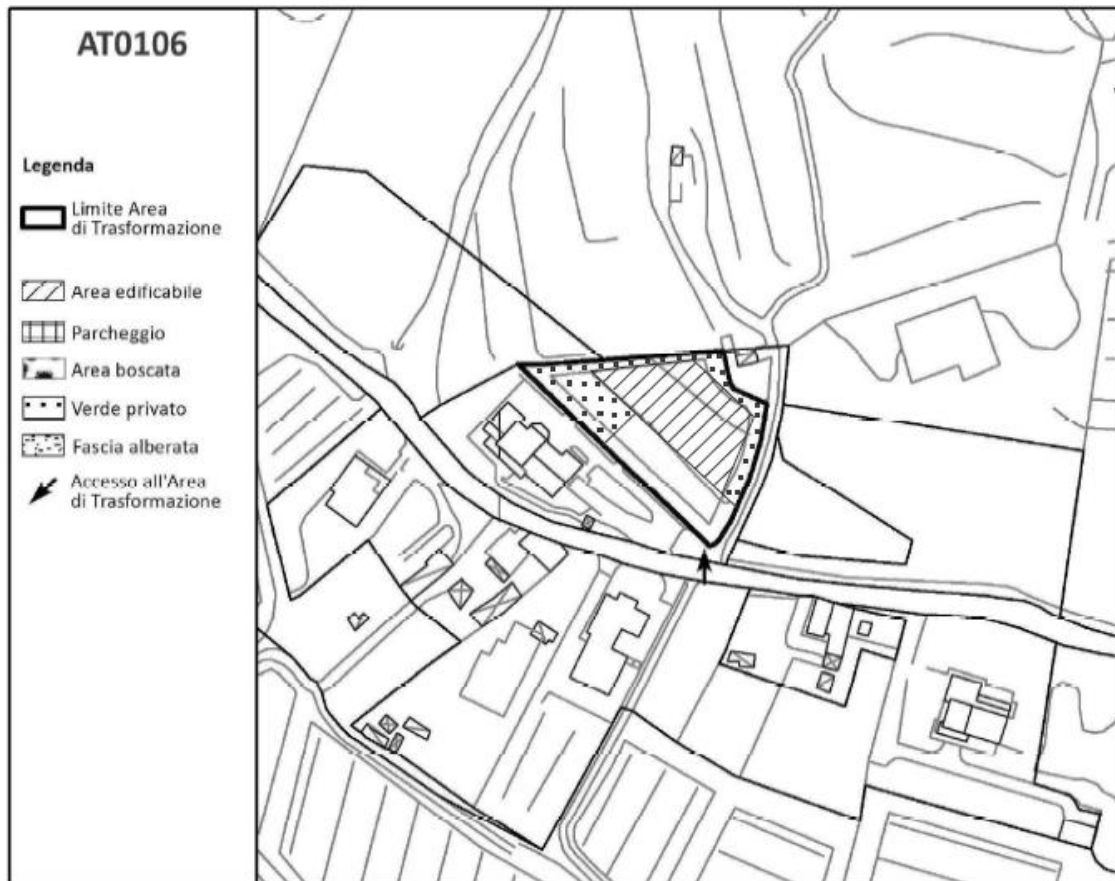 AT0106
Legenda
Limite Area
di Trasformazione
Area edificabile
Parcheggio
Area boscata
Verde privato
Fascia alberata
Accesso all'Area
di Trasformazione